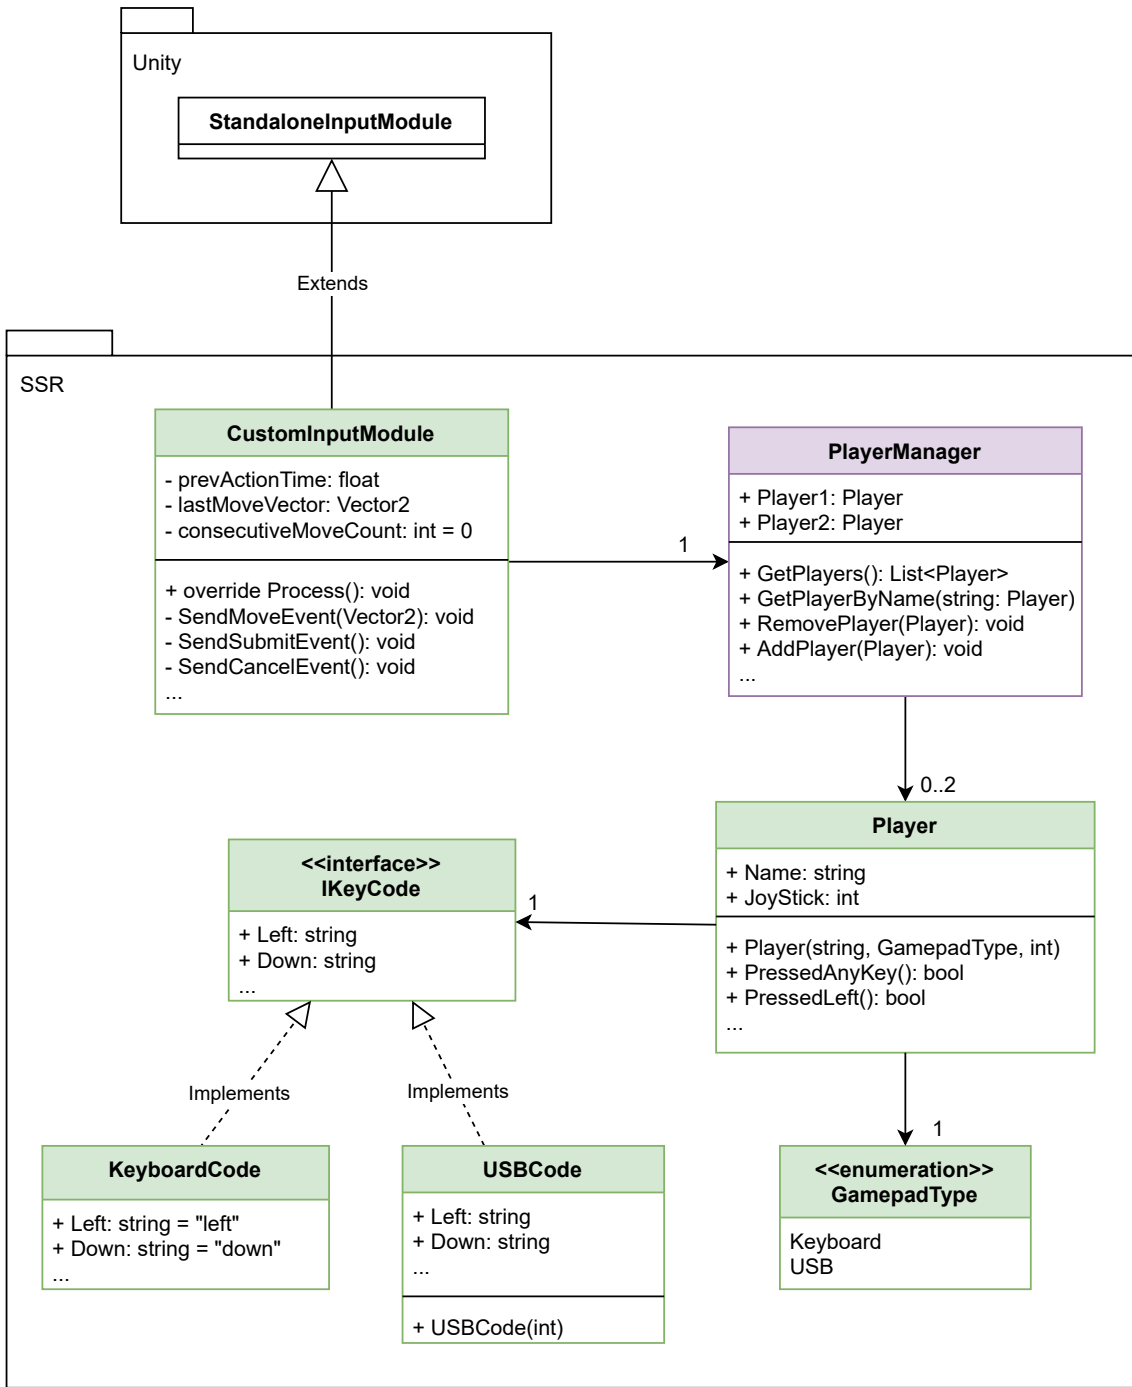 Unity
StandaloneInputModule
Extends
SSR
CustomInputModule
- prevActionTime: float
- lastMoveVector: Vector2
- consecutiveMoveCount: int = 0
+ override Process(): void
- SendMoveEvent(Vector2): void
- SendSubmitEvent(): void
- SendCancelEvent(): void
...
1
PlayerManager
+ Player1: Player
+ Player2: Player
+ GetPlayers(): List<Player>
+ GetPlayerByName(string: Player)
+ RemovePlayer(Player): void
+ AddPlayer(Player): void
...
0..2
Player
+ Name: string
+ JoyStick: int
+ Player(string, GamepadType, int)
+ PressedAnyKey(): bool
+ PressedLeft(): bool
...
1
<<interface>>
IKeyCode
+ Left: string
+ Down: string
...
Implements
Implements
1
KeyboardCode
+ Left: string = "left"
+ Down: string = "down"
...
USBCode
+ Left: string
+ Down: string
...
+ USBCode(int)
<<enumeration>>
GamepadType
Keyboard
USB